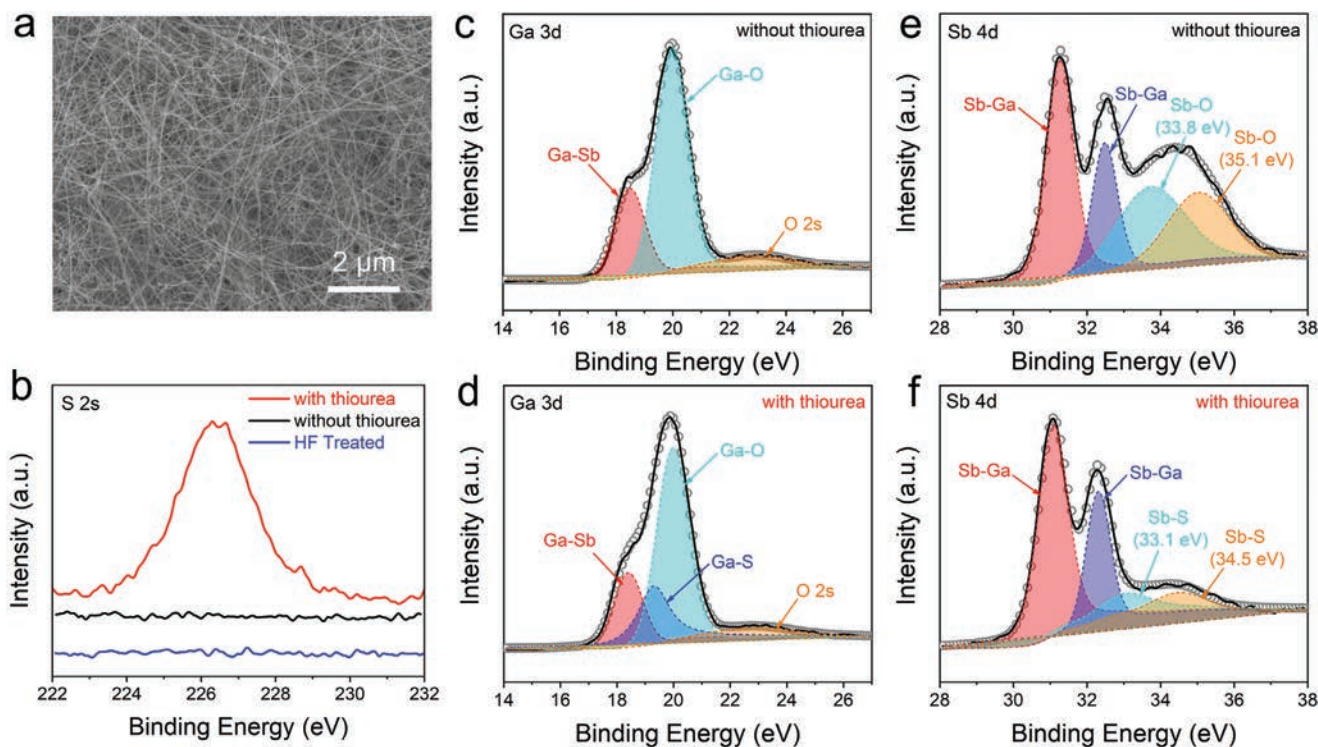 a
2 µm
b
S 2s
with thiourea
without thiourea
HF Treated
222 224 226 228 230 232
Binding Energy (eV)
Intensity (a.u.)
c
Ga 3d
without thiourea
Ga-O
Ga-Sb
O 2s
14 16 18 20 22 24 26
Binding Energy (eV)
Intensity (a.u.)
d
Ga 3d
with thiourea
Ga-O
Ga-Sb
Ga-S
O 2s
14 16 18 20 22 24 26
Binding Energy (eV)
Intensity (a.u.)
e
Sb 4d
without thiourea
Sb-Ga
Sb-Ga
Sb-O
(33.8 eV)
Sb-O
(35.1 eV)
28 30 32 34 36 38
Binding Energy (eV)
Intensity (a.u.)
f
Sb 4d
with thiourea
Sb-Ga
Sb-Ga
Sb-S
(33.1 eV)
Sb-S
(34.5 eV)
28 30 32 34 36 38
Binding Energy (eV)
Intensity (a.u.)